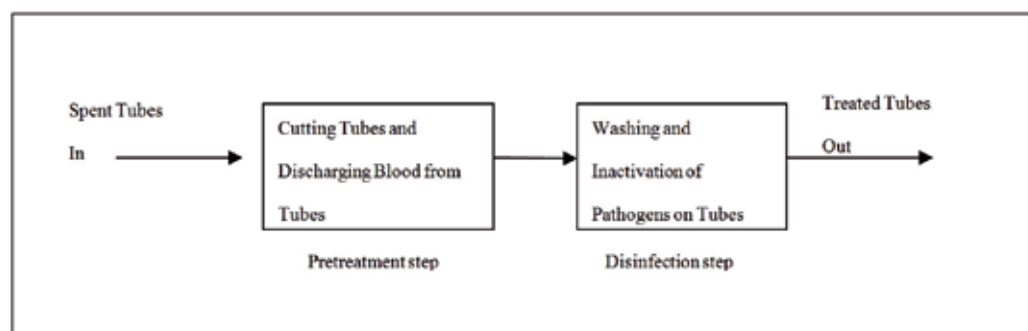 Spent Tubes
In
Cutting Tubes and
Discharging Blood from
Tubes
Pretreatment step
Washing and
Inactivation of
Pathogens on Tubes
Disinfection step
Treated Tubes
Out